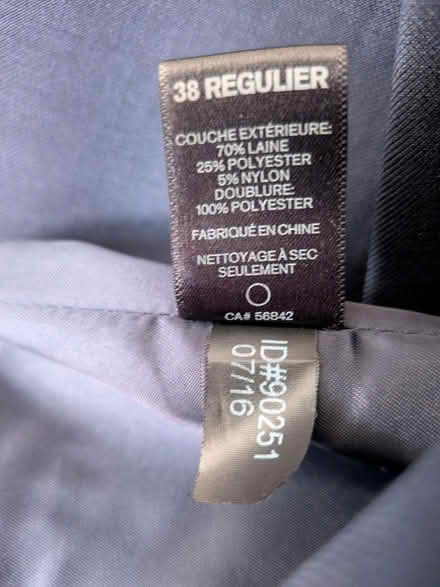 38 REGULIER
COUCHE EXTÉRIEURE:
70% LAINE
25% POLYESTER
5% NYLON
DOUBLURE:
100% POLYESTER
FABRIQUÉ EN CHINE
NETTOYAGE À SEC
SEULEMENT
CA# 56842
ID#90251
07/16